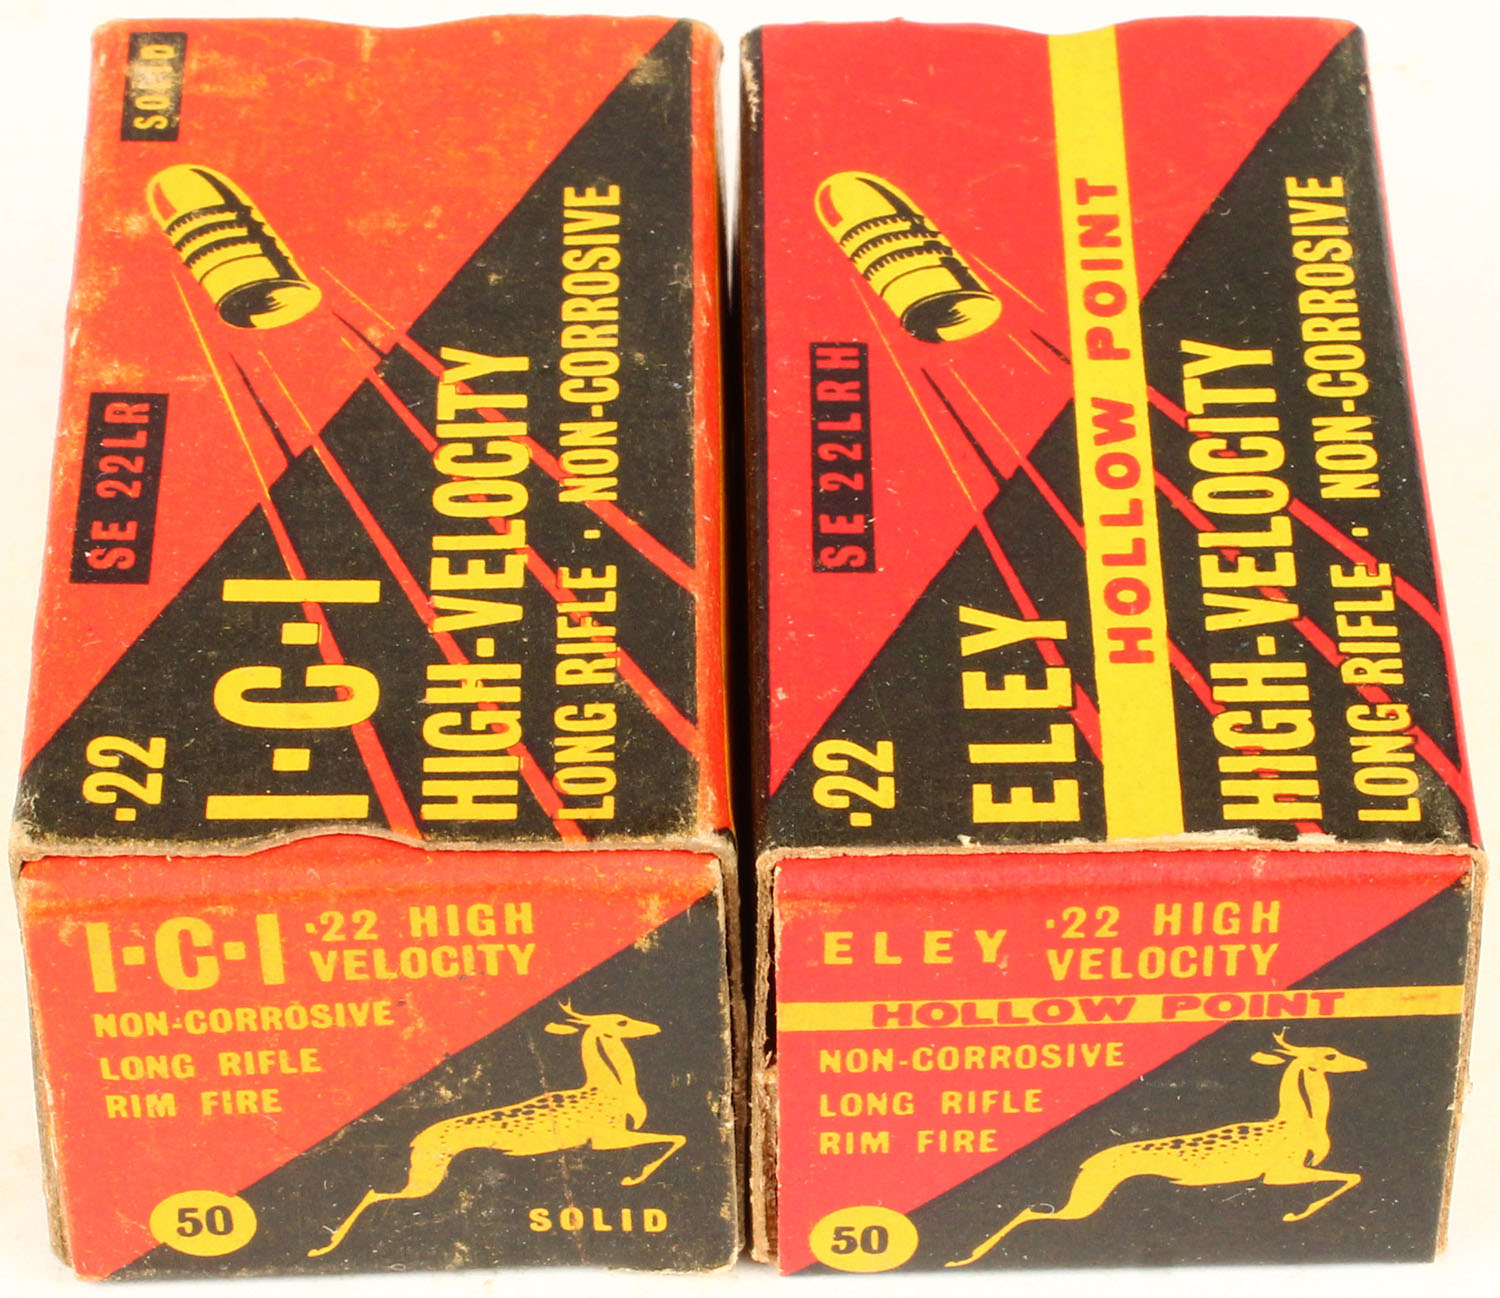 SOLID
SE 22LR
·22
I·C·I
HIGH-VELOCITY
LONG RIFLE · NON-CORROSIVE
I·C·I ·22 HIGH
VELOCITY
NON-CORROSIVE
LONG RIFLE
RIM FIRE
50
SOLID
SE 22LRH
·22
ELEY
HOLLOW POINT HOLLOW POINT
HIGH-VELOCITY
LONG RIFLE · NON-CORROSIVE
ELEY ·22 HIGH
VELOCITY
HOLLOW POINT
NON-CORROSIVE
LONG RIFLE
RIM FIRE
50